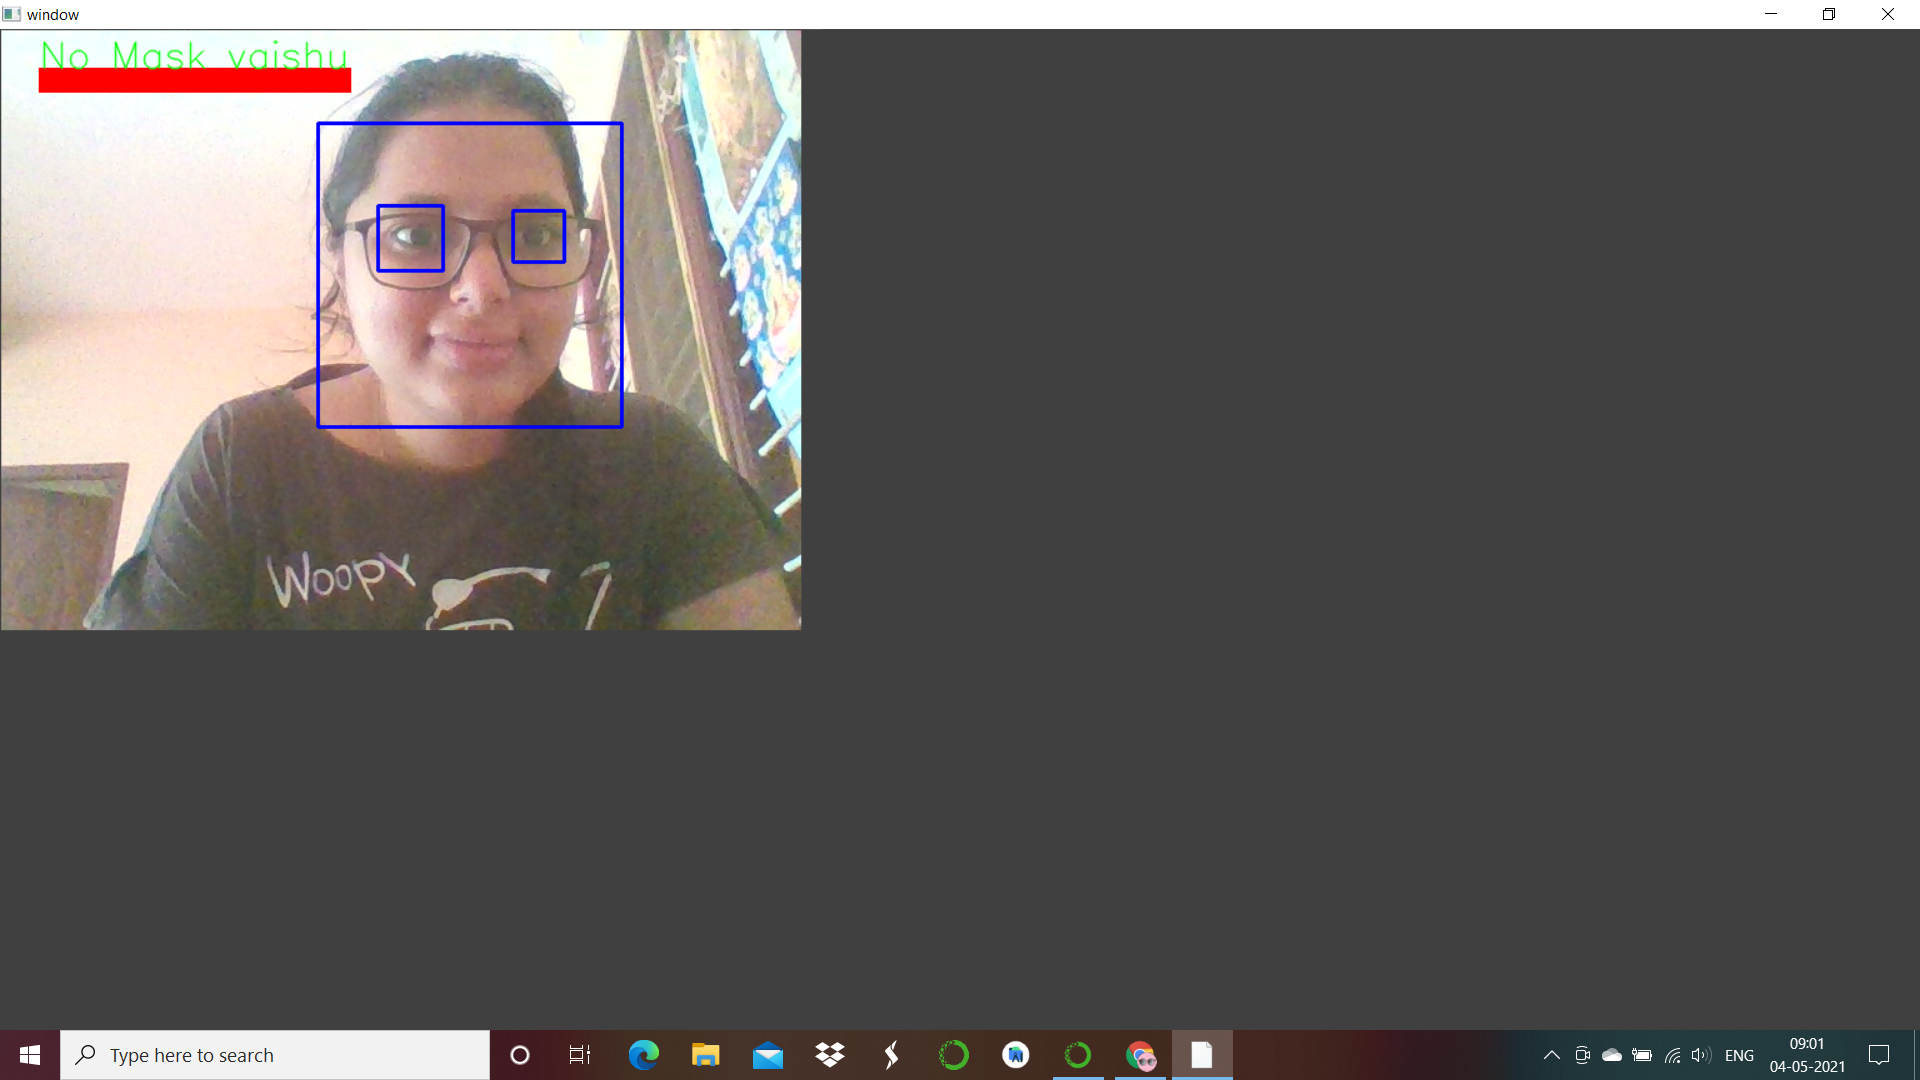 window
No Mask vaishu
WOOPY
Type here to search
ENG
09:01
04-05-2021